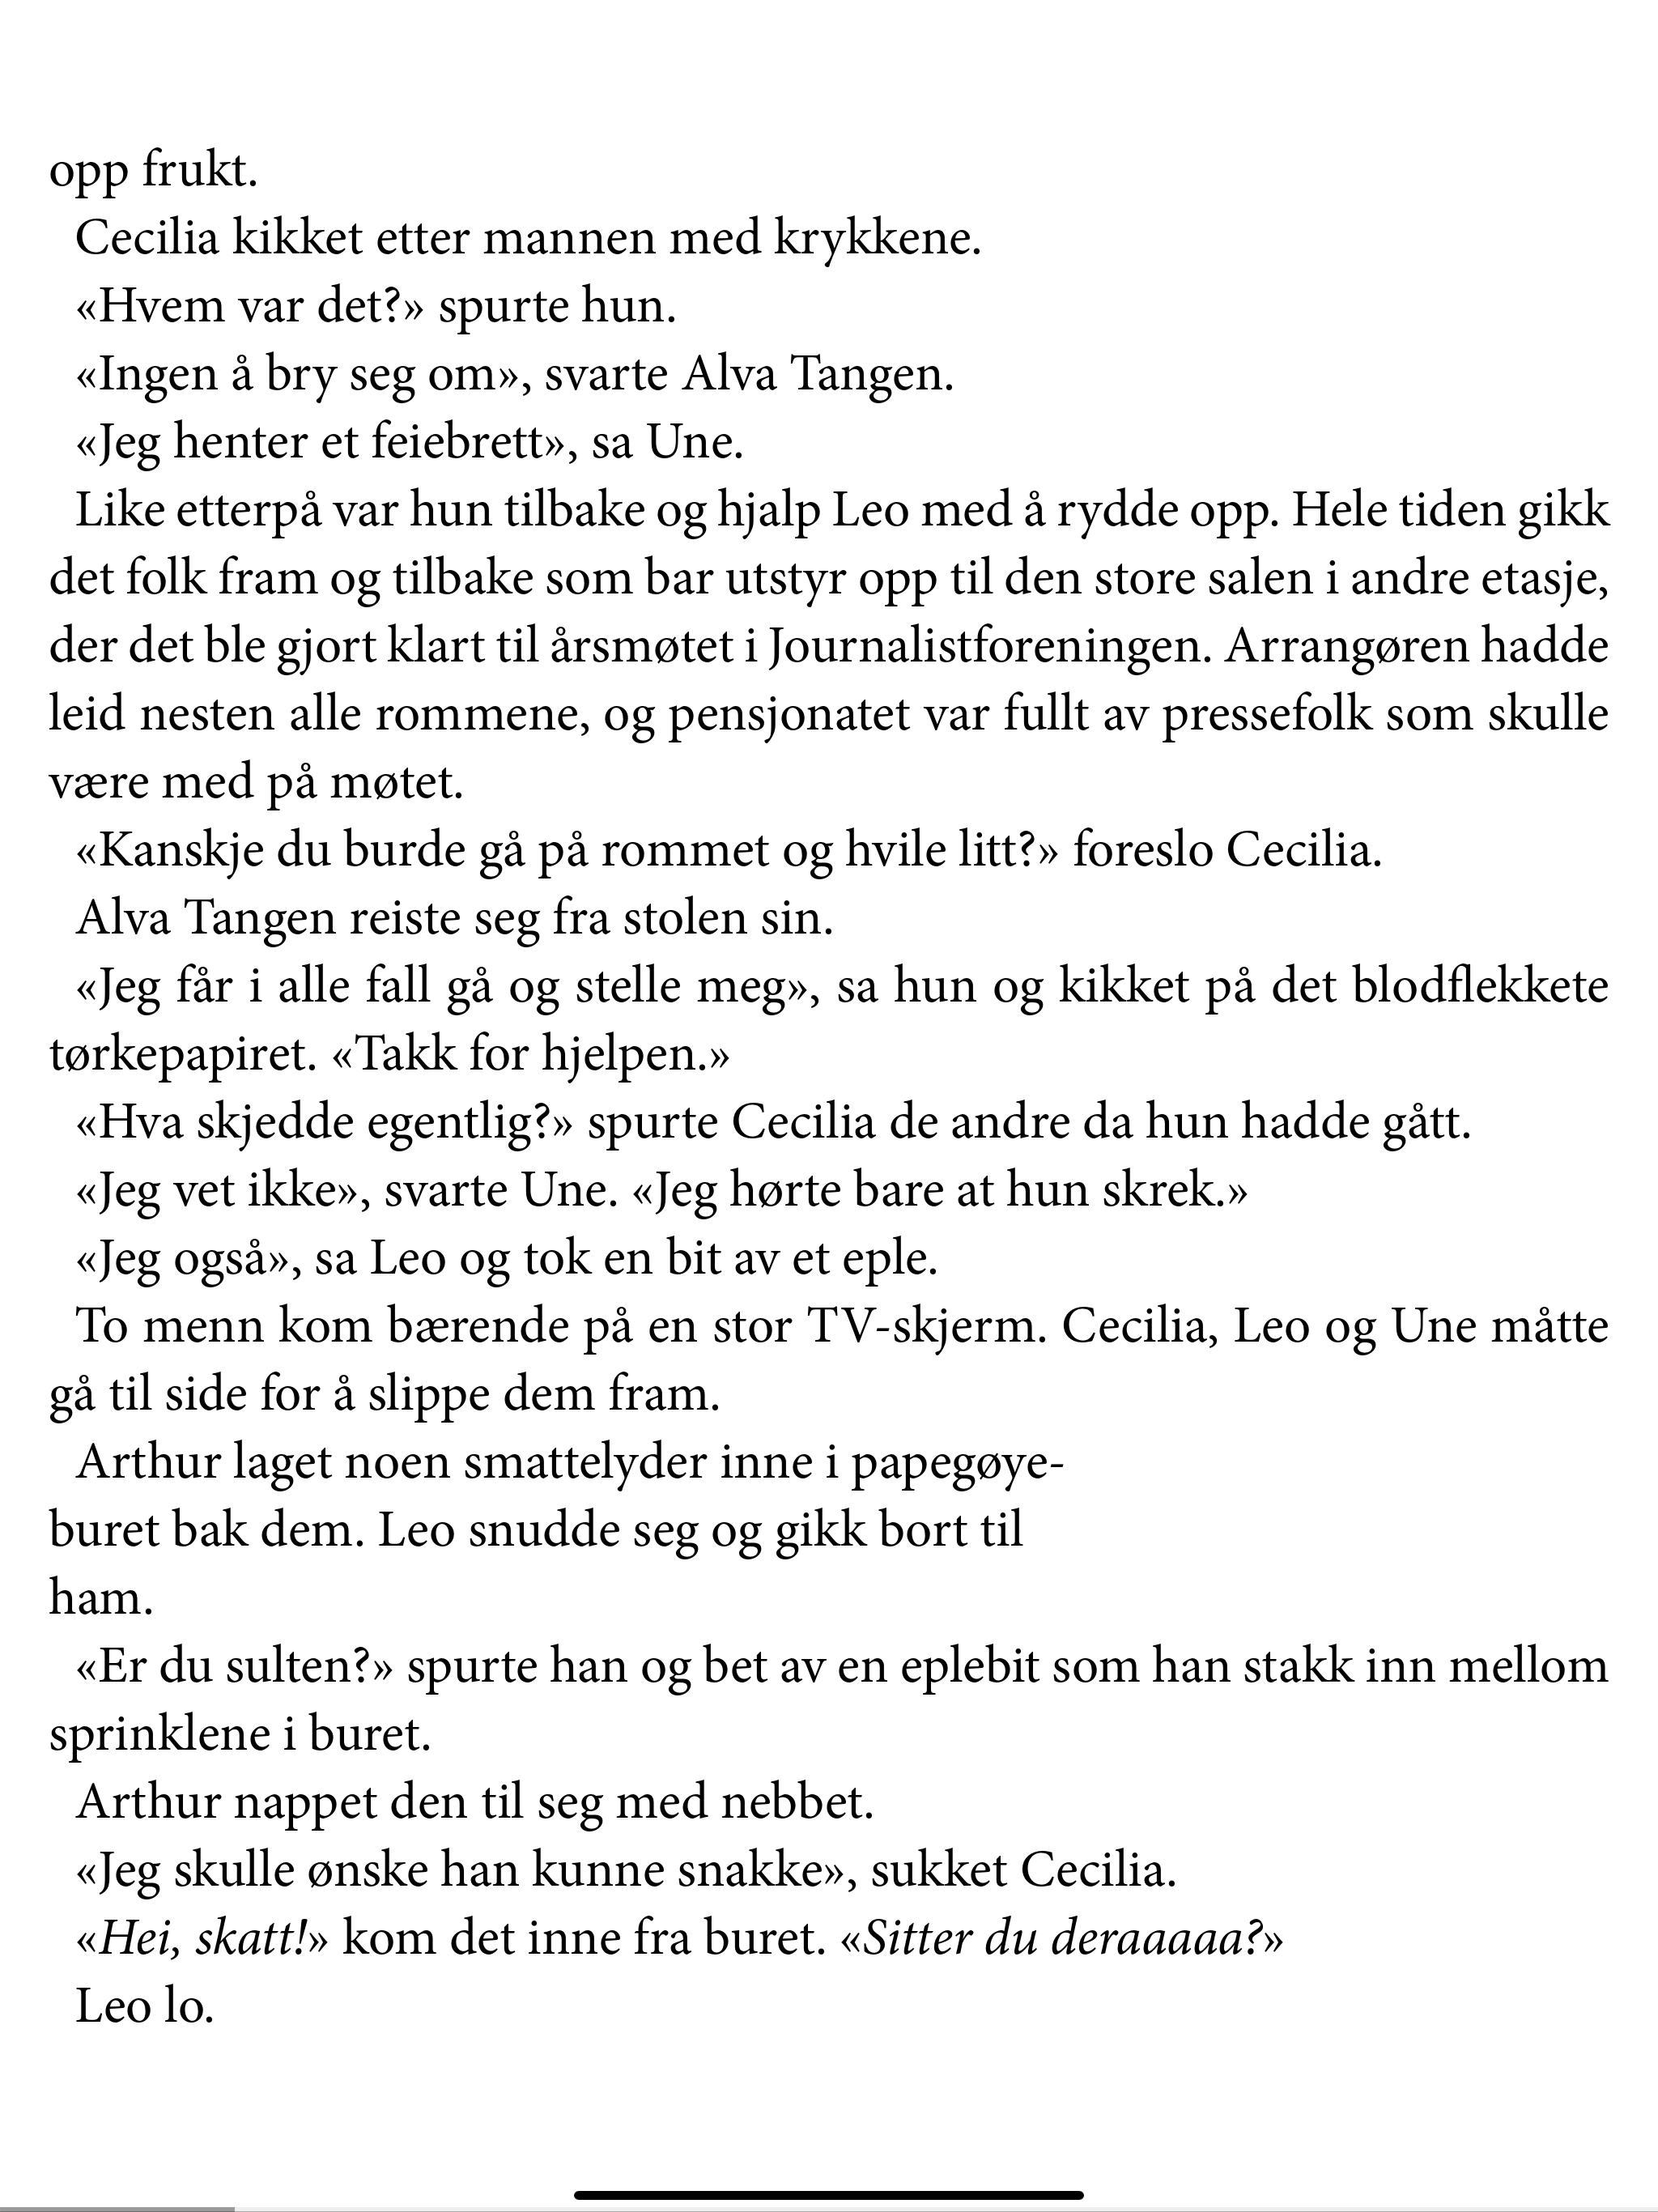 opp frukt.
Cecilia kikket etter mannen med krykkene.
«Hvem var det?» spurte hun.
«Ingen å bry seg om», svarte Alva Tangen.
«Jeg henter et feiebrett», sa Une.
Like etterpå var hun tilbake og hjalp Leo med å rydde opp. Hele tiden gikk
det folk fram og tilbake som bar utstyr opp til den store salen i andre etasje,
der det ble gjort klart til årsmøtet i Journalistforeningen. Arrangøren hadde
leid nesten alle rommene, og pensjonatet var fullt av pressefolk som skulle
være med på møtet.
«Kanskje du burde gå på rommet og hvile litt?» foreslo Cecilia.
Alva Tangen reiste seg fra stolen sin.
«Jeg får i alle fall gå og stelle meg», sa hun og kikket på det blodflekkete
tørkepapiret. «Takk for hjelpen.»
«Hva skjedde egentlig?» spurte Cecilia de andre da hun hadde gått.
«Jeg vet ikke», svarte Une. «Jeg hørte bare at hun skrek.»
«Jeg også», sa Leo og tok en bit av et eple.
To menn kom bærende på en stor TV-skjerm. Cecilia, Leo og Une måtte
gå til side for å slippe dem fram.
Arthur laget noen smattelyder inne i papegøye-
buret bak dem. Leo snudde seg og gikk bort til
ham.
«Er du sulten?» spurte han og bet av en eplebit som han stakk inn mellom
sprinklene i buret.
Arthur nappet den til seg med nebbet.
«Jeg skulle ønske han kunne snakke», sukket Cecilia.
«Hei, skatt!» kom det inne fra buret. «Sitter du deraaaaa?»
Leo lo.